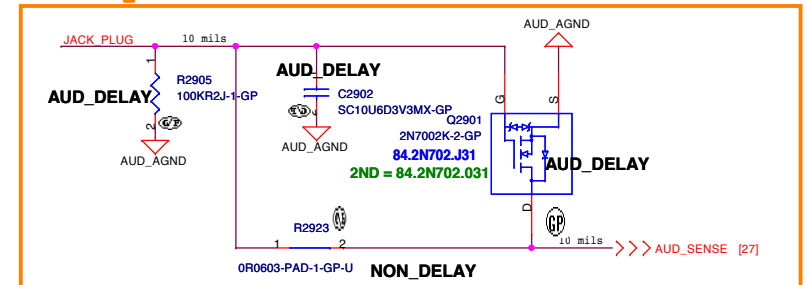 AUD_AGND
JACK_PLUG
10 mils
1
R2905
100KR2J-1-GP
AUD_DELAY
2
AUD_AGND
AUD_DELAY
C2902
SC10U6D3V3MX-GP
AUD_AGND
G
S
Q2901
2N7002K-2-GP
84.2N702.J31
2ND = 84.2N702.031
AUD_DELAY
D
GP
R2923
1
2
0R0603-PAD-1-GP-U
NON_DELAY
10 mils
AUD_SENSE [27]